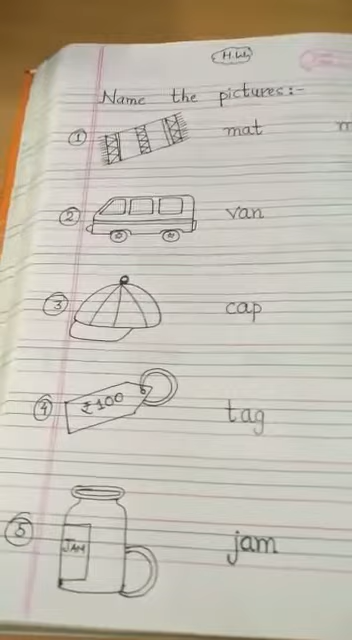 H.W.
Name the pictures:-
1 mat
2 van
3 cap
4 ₹100 tag
5 JAM jam